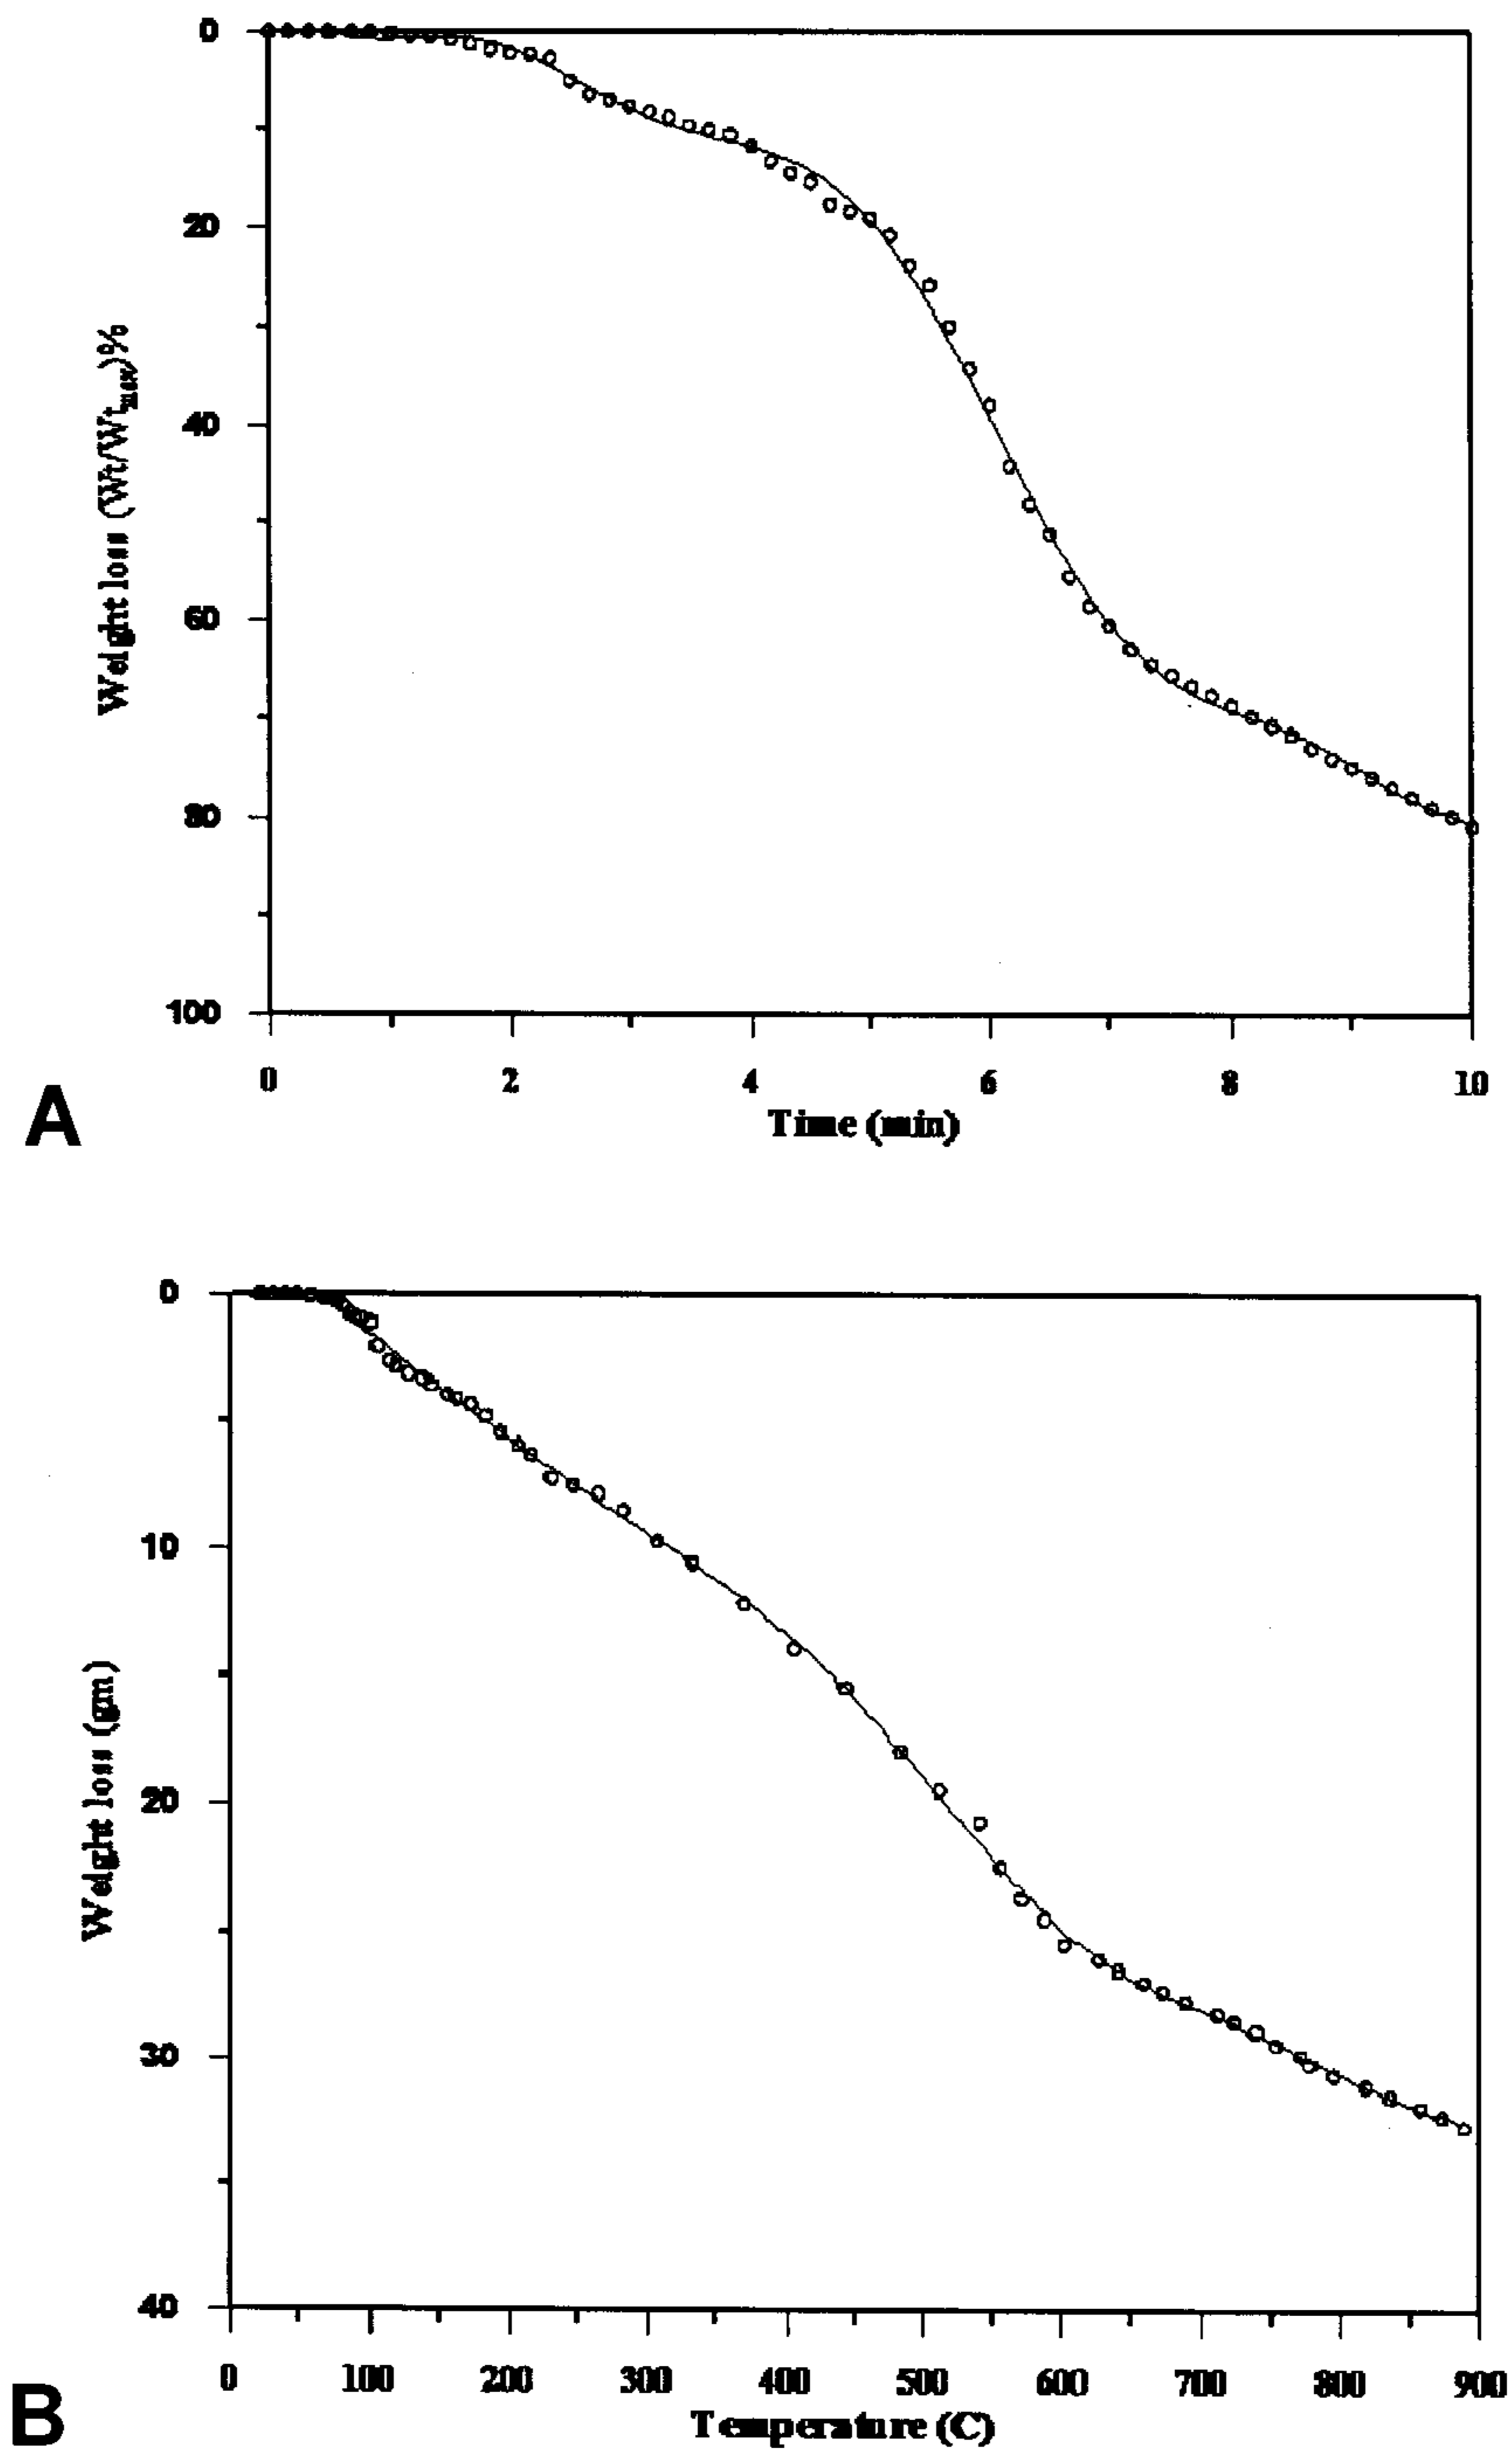 0
20
40
60
80
100
Weight loss (Wt/Wtmax)%
0 2 4 6 8 10
Time (min)
A
0
10
20
30
40
Weight loss (gm)
0 100 200 300 400 500 600 700 800 900
Temperature (C)
B